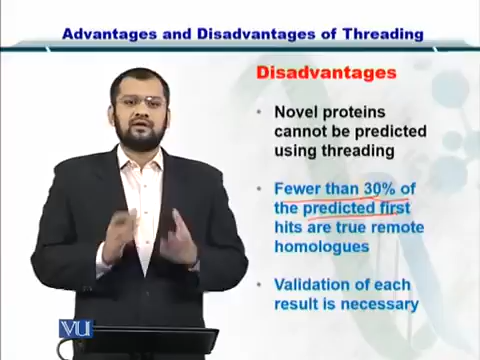 Advantages and Disadvantages of Threading
Disadvantages
• Novel proteins
cannot be predicted
using threading
• Fewer than 30% of
the predicted first
hits are true remote
homologues
• Validation of each
result is necessary
VU